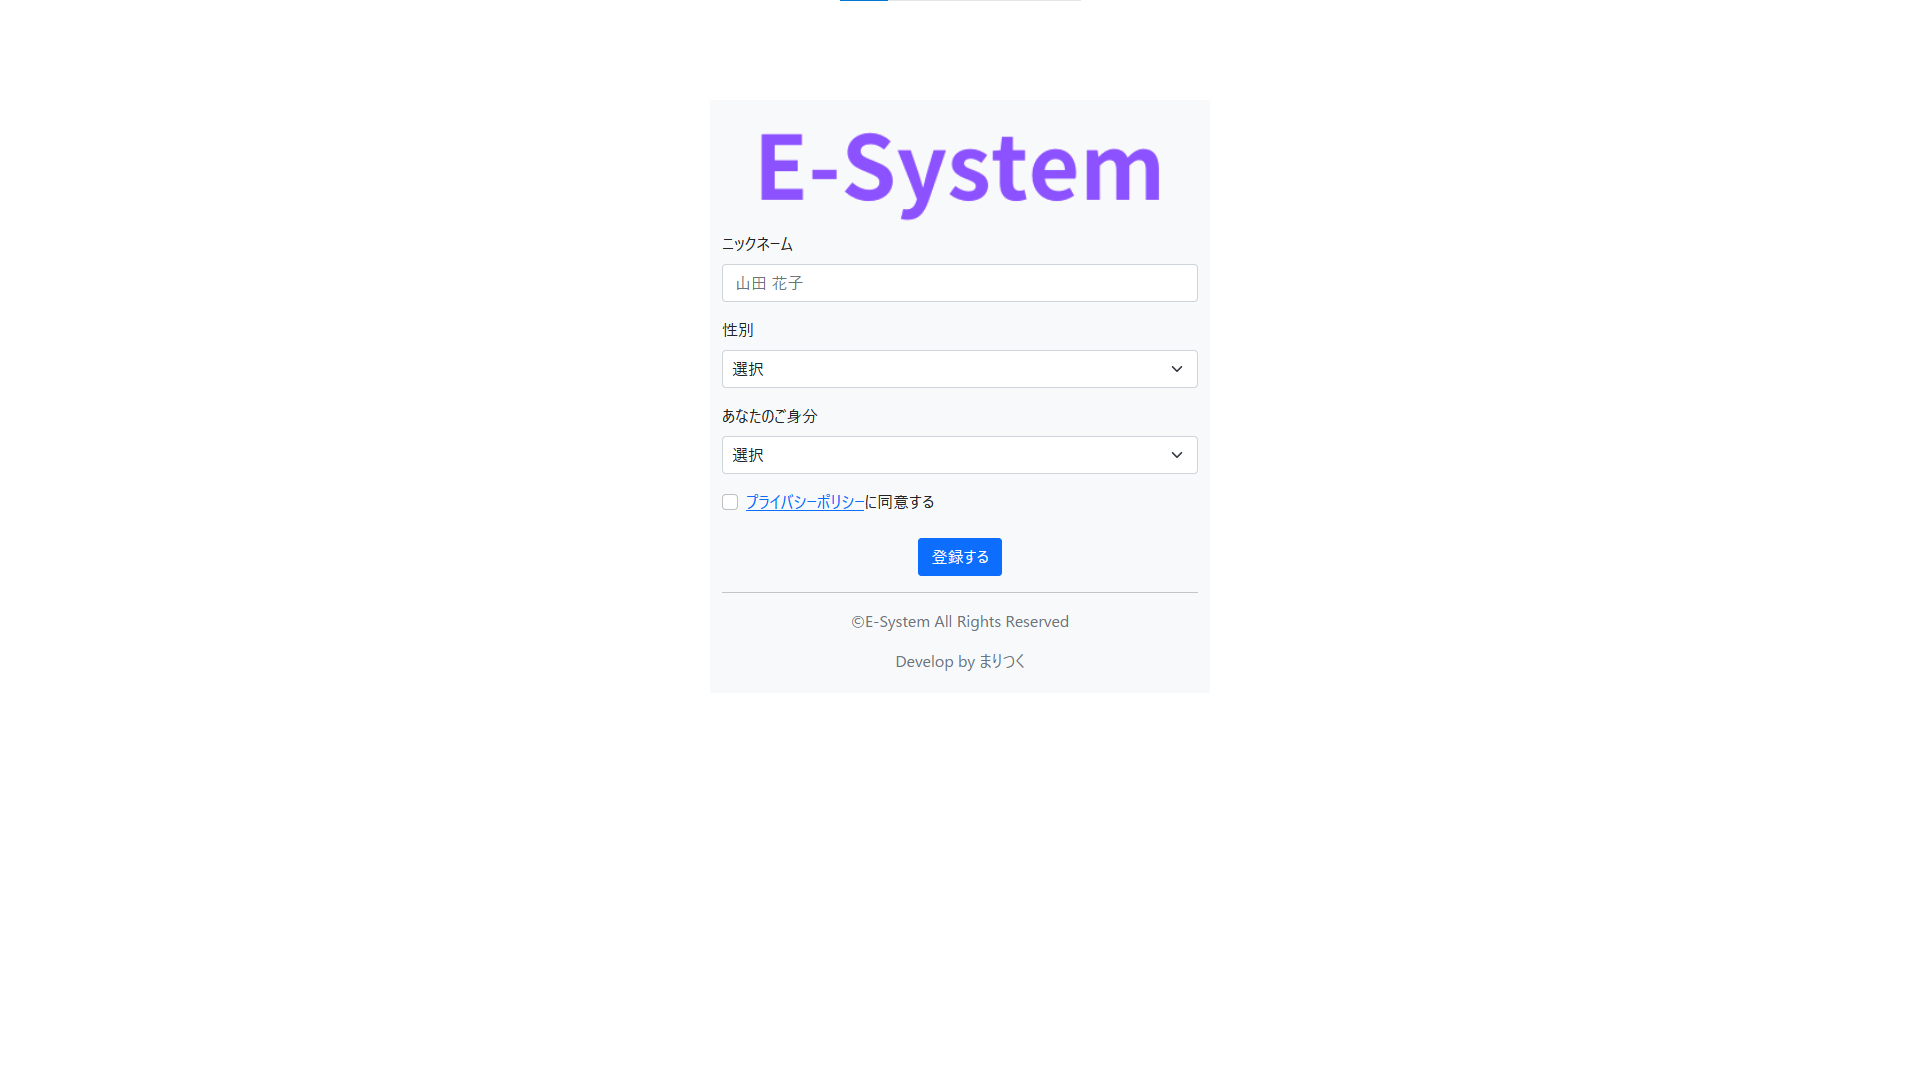 E-System
ニックネーム
山田 花子
性別
選択
あなたのご身分
選択
プライバシーポリシーに同意する
登録する
©E-System All Rights Reserved
Develop by まりつく